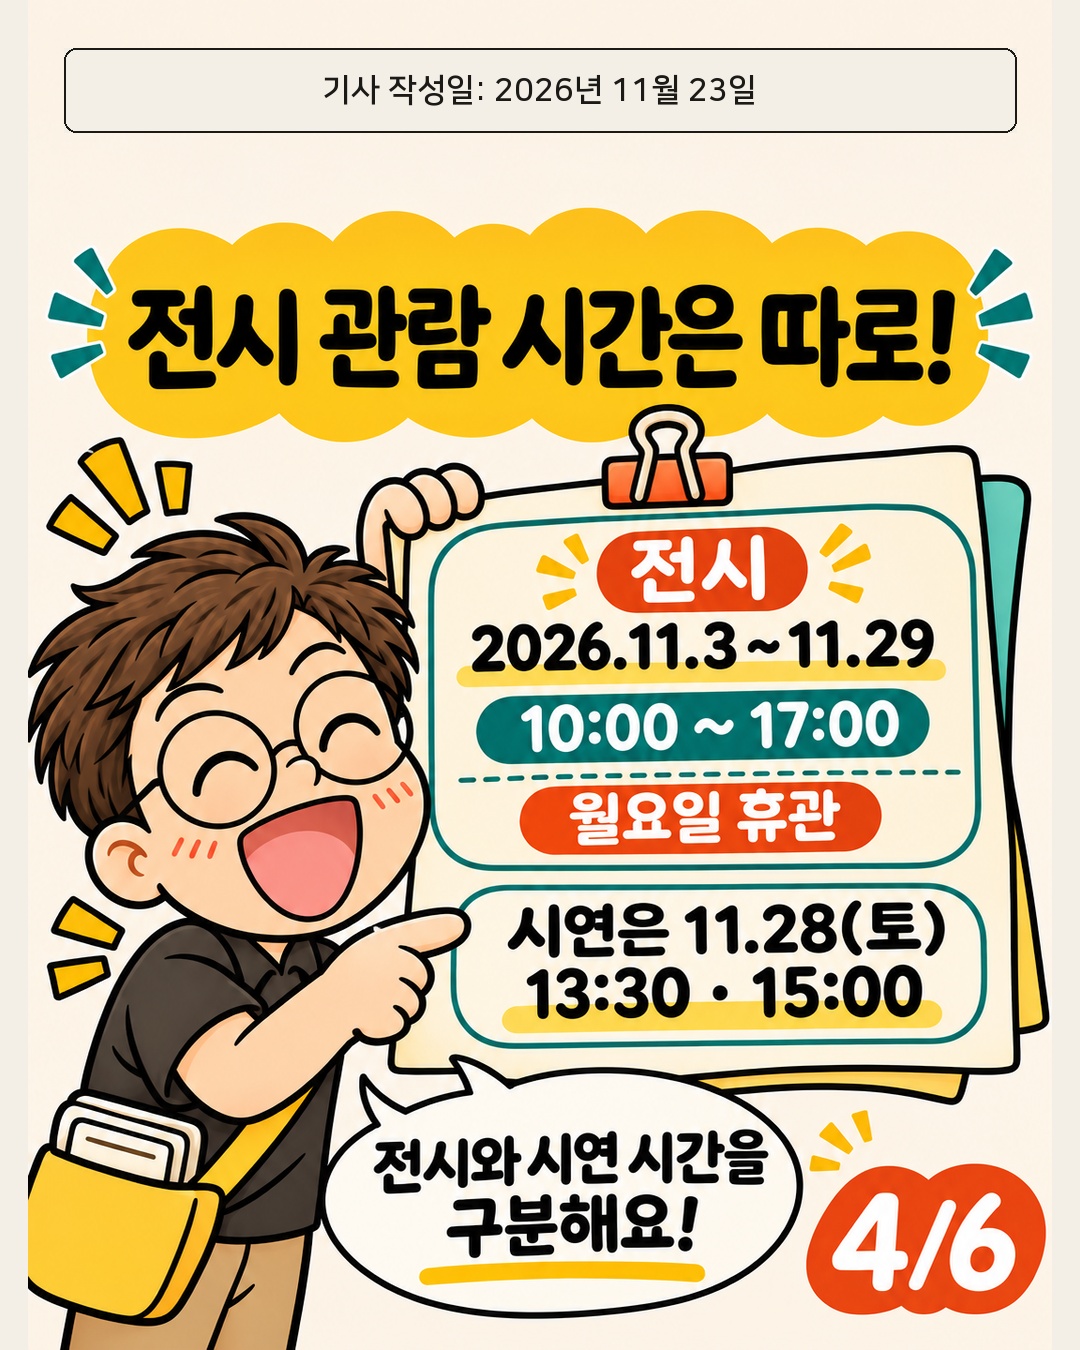 기사 작성일: 2026년 11월 23일
전시 관람 시간은 따로!
전시
2026.11.3~11.29
10:00 ~ 17:00
월요일 휴관
시연은 11.28(토)
13:30 · 15:00
전시와 시연 시간을
구분해요!
4/6